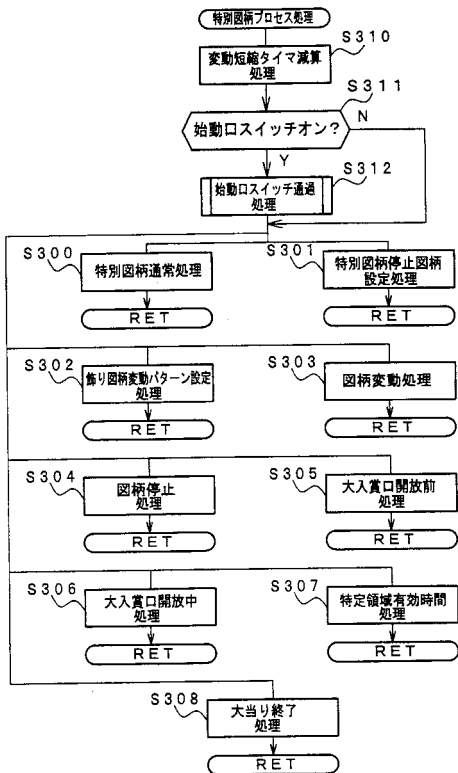 特別図柄プロセス処理
S310
変動短縮タイマ減算
処理
S311
始動口スイッチオン?
N
Y
S312
始動口スイッチ通過
処理
S300
特別図柄通常処理
RET
S301
特別図柄停止図柄
設定処理
RET
S302
飾り図柄変動パターン設定
処理
RET
S303
図柄変動処理
RET
S304
図柄停止
処理
RET
S305
大入賞口開放前
処理
RET
S306
大入賞口開放中
処理
RET
S307
特定領域有効時間
処理
RET
S308
大当り終了
処理
RET